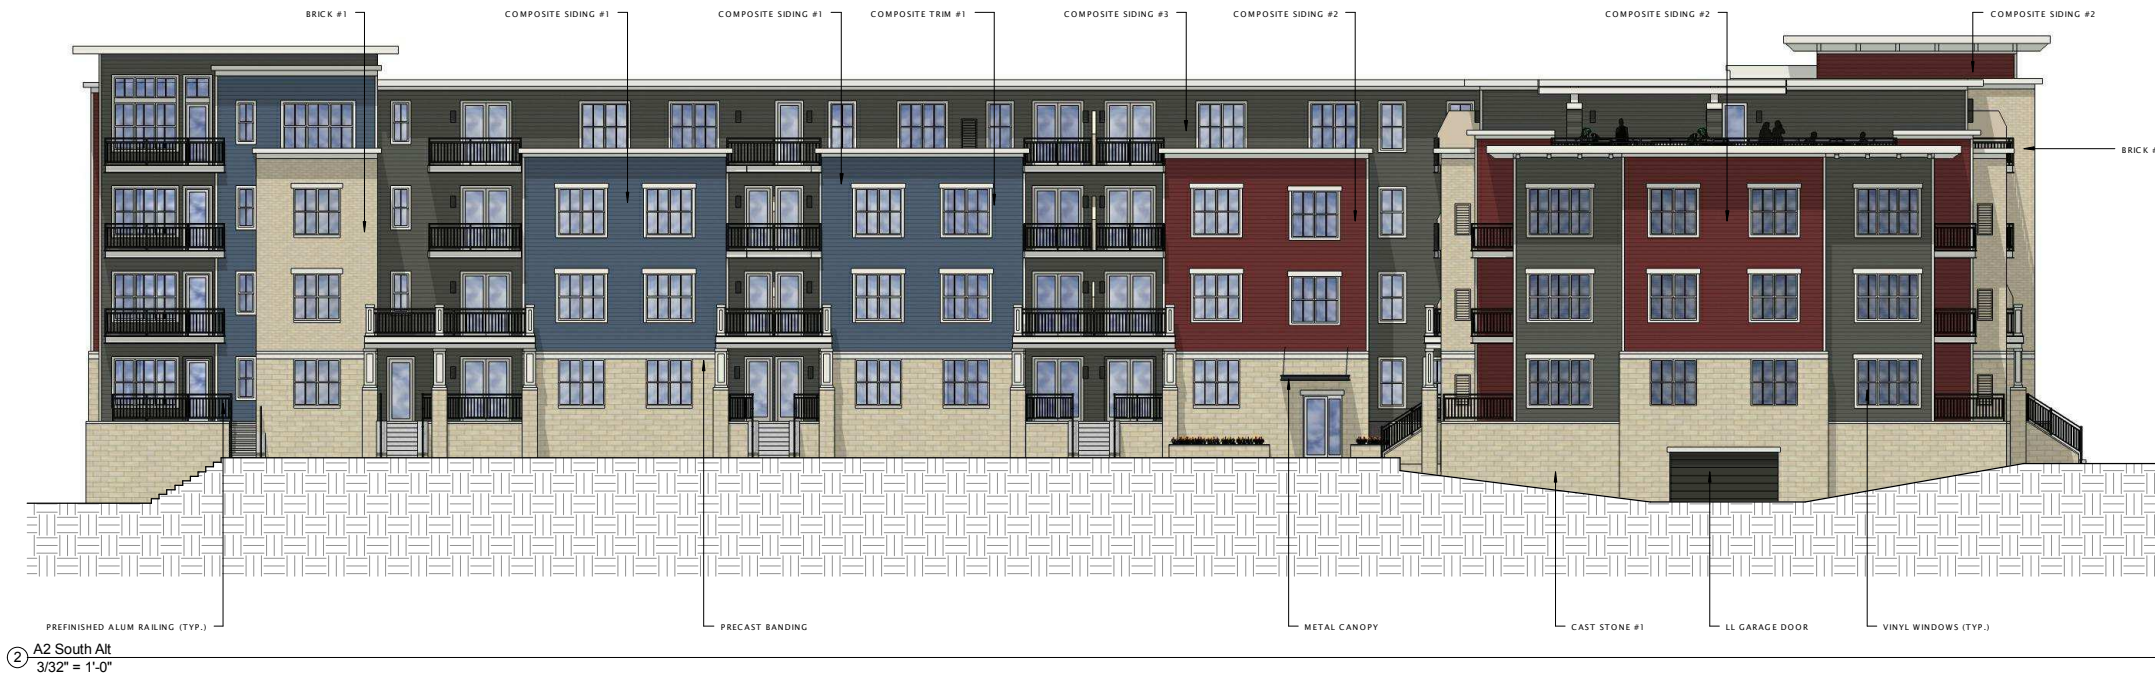 BRICK #1
COMPOSITE SIDING #1
COMPOSITE SIDING #1
COMPOSITE TRIM #1
COMPOSITE SIDING #3
COMPOSITE SIDING #2
COMPOSITE SIDING #2
COMPOSITE SIDING #2
BRICK #
PREFINISHED ALUM RAILING (TYP.)
PRECAST BANDING
METAL CANOPY
CAST STONE #1
LL GARAGE DOOR
VINYL WINDOWS (TYP.)
2
A2 South Alt
3/32" = 1'-0"